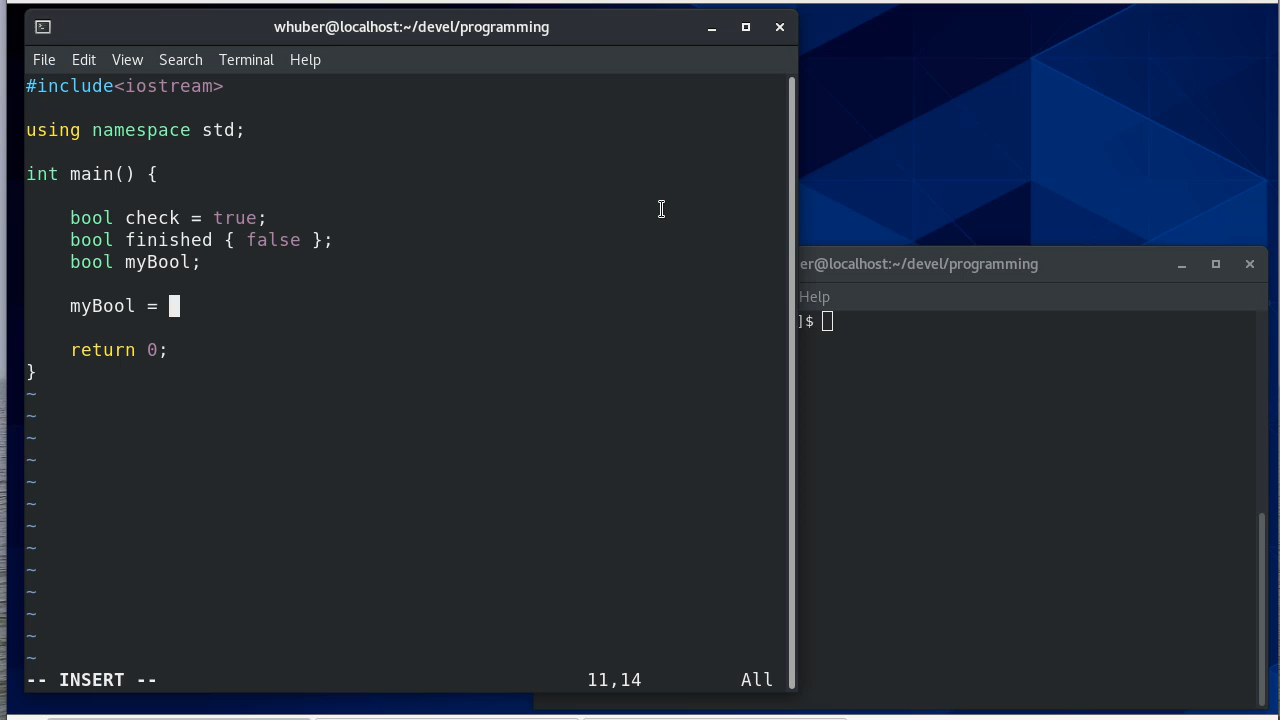 whuber@localhost:~/devel/programming
File Edit View Search Terminal Help
#include<iostream>
using namespace std;
int main() {
bool check = true;
bool finished { false };
bool myBool;
myBool =
return 0;
}
~
~
~
~
~
~
~
~
~
~
~
~
~
-- INSERT -- 11,14 All
er@localhost:~/devel/programming
Help
]$